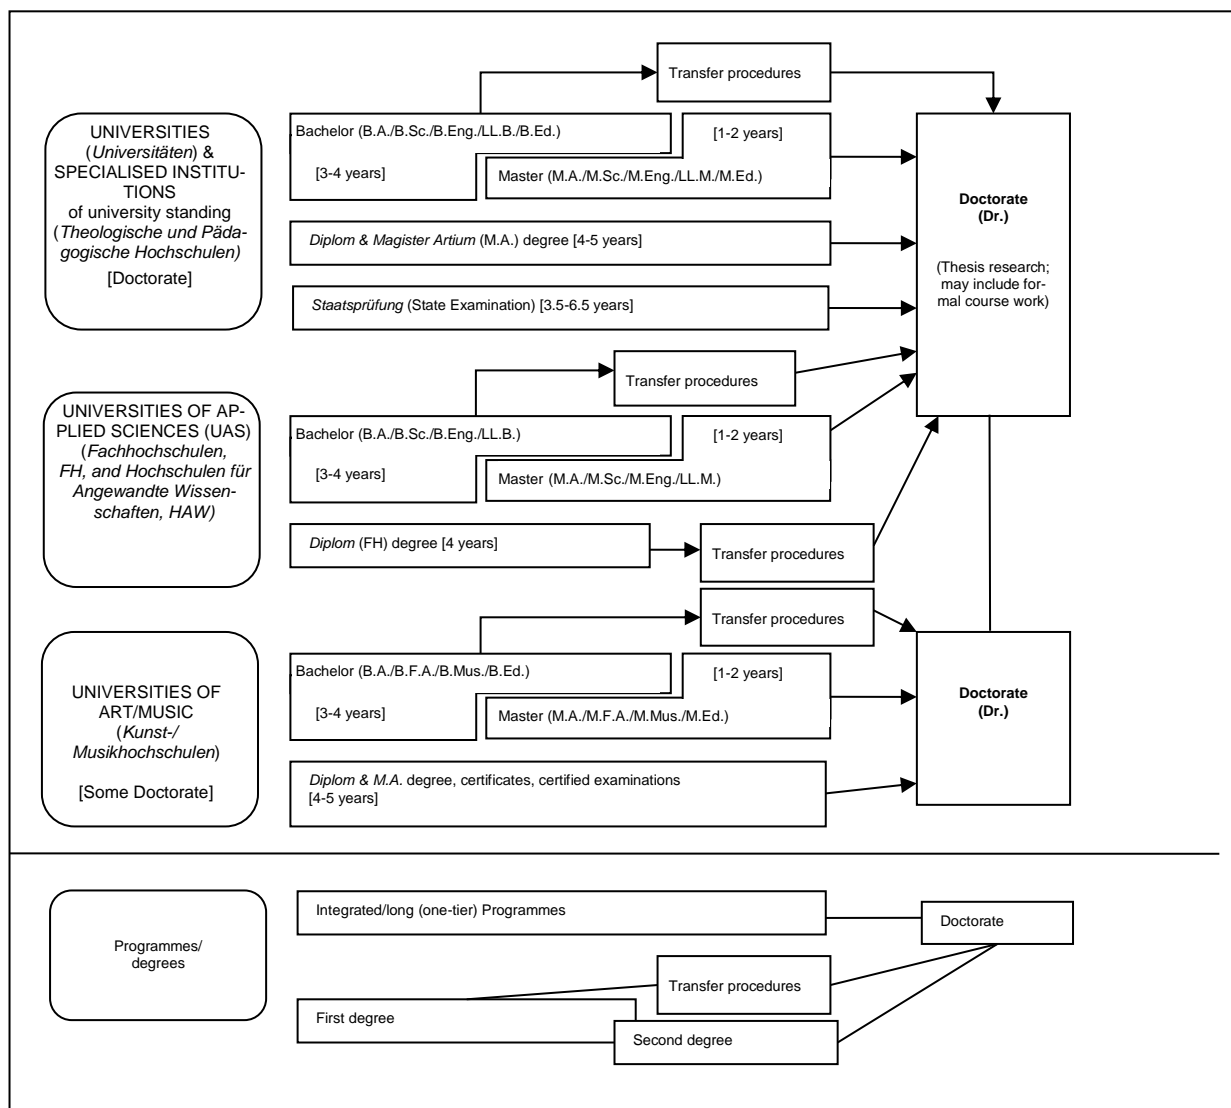 Transfer procedures
UNIVERSITIES
(Universitäten) &
SPECIALISED INSTITU-
TIONS
of university standing
(Theologische und Päda-
gogische Hochschulen)
[Doctorate]
Bachelor (B.A./B.Sc./B.Eng./LL.B./B.Ed.)
[3-4 years]
[1-2 years]
Master (M.A./M.Sc./M.Eng./LL.M./M.Ed.)
Diplom & Magister Artium (M.A.) degree [4-5 years]
Staatsprüfung (State Examination) [3.5-6.5 years]
Doctorate
(Dr.)
(Thesis research;
may include for-
mal course work)
Transfer procedures
UNIVERSITIES OF AP-
PLIED SCIENCES (UAS)
(Fachhochschulen,
FH, and Hochschulen für
Angewandte Wissen-
schaften, HAW)
Bachelor (B.A./B.Sc./B.Eng./LL.B.)
[3-4 years]
[1-2 years]
Master (M.A./M.Sc./M.Eng./LL.M.)
Diplom (FH) degree [4 years]
Transfer procedures
Transfer procedures
UNIVERSITIES OF
ART/MUSIC
(Kunst-/
Musikhochschulen)
[Some Doctorate]
Bachelor (B.A./B.F.A./B.Mus./B.Ed.)
[3-4 years]
[1-2 years]
Master (M.A./M.F.A./M.Mus./M.Ed.)
Diplom & M.A. degree, certificates, certified examinations
[4-5 years]
Doctorate
(Dr.)
Programmes/
degrees
Integrated/long (one-tier) Programmes
Doctorate
Transfer procedures
First degree
Second degree